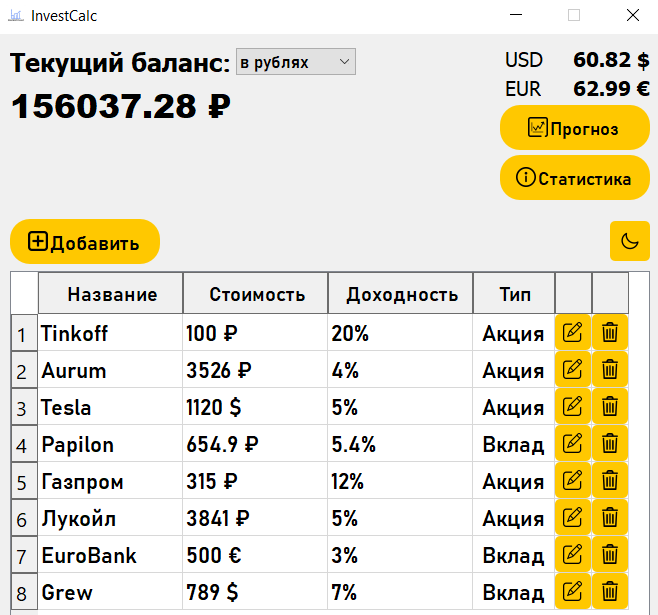 InvestCalc
Текущий баланс: в рублях
156037.28 ₽
USD 60.82 $
EUR 62.99 €
Прогноз
Статистика
Добавить
Название Стоимость Доходность Тип
1 Tinkoff 100 ₽ 20% Акция
2 Aurum 3526 ₽ 4% Акция
3 Tesla 1120 $ 5% Акция
4 Papilon 654.9 ₽ 5.4% Вклад
5 Газпром 315 ₽ 12% Акция
6 Лукойл 3841 ₽ 5% Акция
7 EuroBank 500 € 3% Вклад
8 Grew 789 $ 7% Вклад